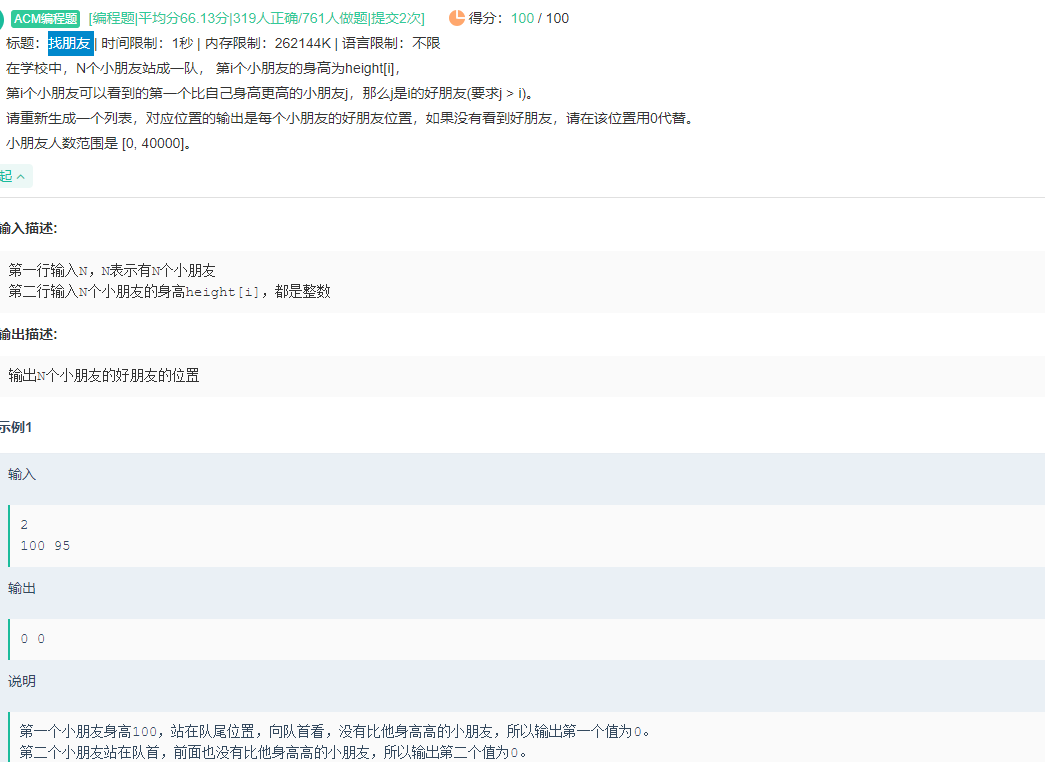 ACM编程题 [编程题|平均分66.13分|319人正确/761人做题|提交2次] 得分：100 / 100
标题：找朋友 | 时间限制：1秒 | 内存限制：262144K | 语言限制：不限
在学校中，N个小朋友站成一队， 第i个小朋友的身高为height[i]，
第i个小朋友可以看到的第一个比自己身高更高的小朋友j，那么j是i的好朋友(要求j > i)。
请重新生成一个列表，对应位置的输出是每个小朋友的好朋友位置，如果没有看到好朋友，请在该位置用0代替。
小朋友人数范围是 [0, 40000]。
起
输入描述:
第一行输入N，N表示有N个小朋友
第二行输入N个小朋友的身高height[i]，都是整数
输出描述:
输出N个小朋友的好朋友的位置
示例1
输入
2
100 95
输出
0 0
说明
第一个小朋友身高100，站在队尾位置，向队首看，没有比他身高高的小朋友，所以输出第一个值为0。
第二个小朋友站在队首，前面也没有比他身高高的小朋友，所以输出第二个值为0。